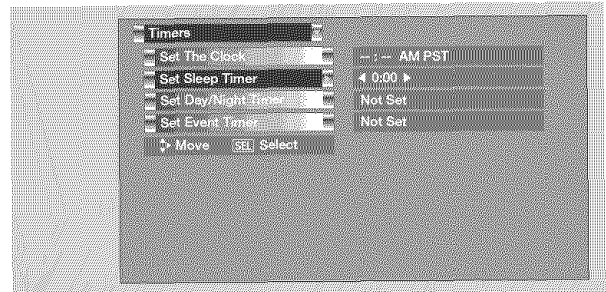 Timers
Set The Clock -- : -- AM PST
Set Sleep Timer ◀ 0:00 ▶
Set Day/Night Timer Not Set
Set Event Timer Not Set
Move SEL Select